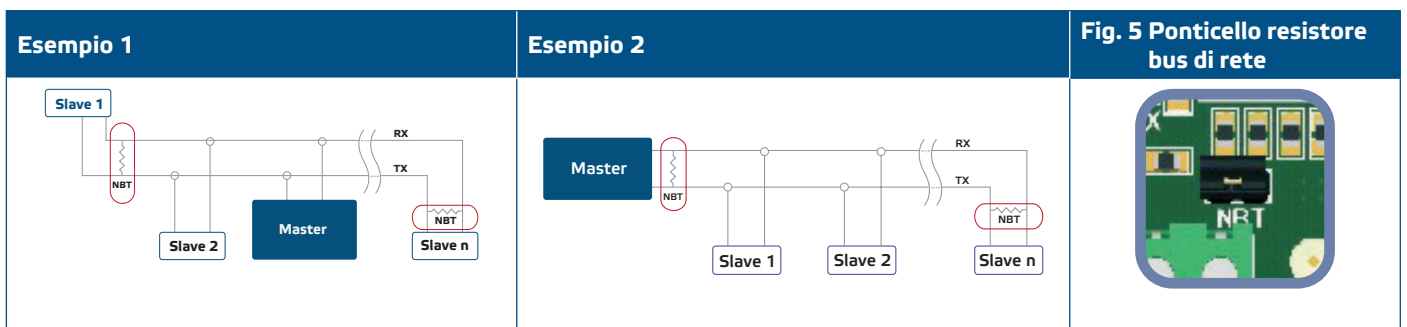 Esempio 1
Esempio 2
Fig. 5 Ponticello resistore
bus di rete
Slave 1
RX
TX
NBT
NBT
Slave 2
Master
Slave n
Master
RX
TX
NBT
NBT
Slave 1
Slave 2
Slave n
NBT